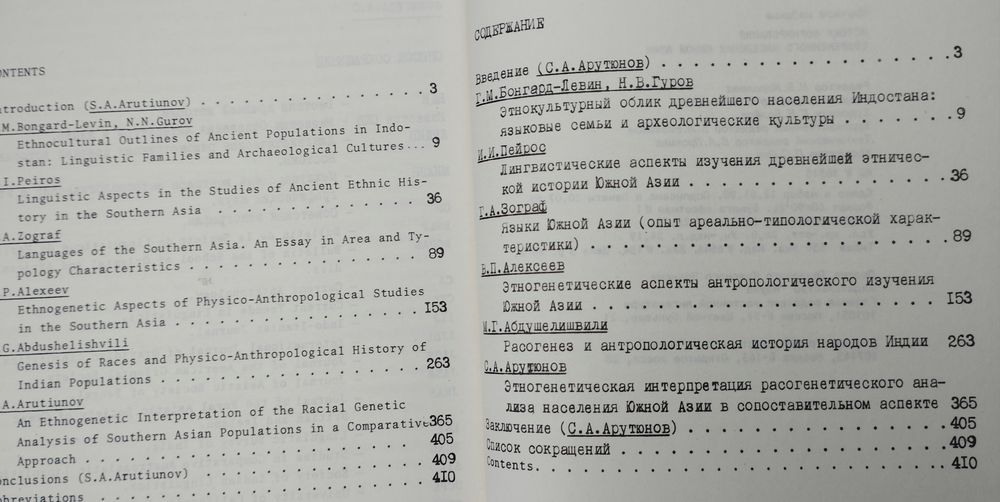 CONTENTS
Introduction (S.A.Arutiunov) . . . . . . . . . . . . . . 3
M.Bongard-Levin, N.N.Gurov
Ethnocultural Outlines of Ancient Populations in Indo-
stan: Linguistic Families and Archaeological Cultures... 9
I.Peiros
Linguistic Aspects in the Studies of Ancient Ethnic His-
tory in the Southern Asia . . . . . . . . . . . . . . 36
A.Zograf
Languages of the Southern Asia. An Essay in Area and Ty-
pology Characteristics . . . . . . . . . . . . . . . 89
P.Alexeev
Ethnogenetic Aspects of Physico-Anthropological Studies
in the Southern Asia . . . . . . . . . . . . . . . . I53
G.Abdushelishvili
Genesis of Races and Physico-Anthropological History of
Indian Populations . . . . . . . . . . . . . . . . . 263
A.Arutiunov
An Ethnogenetic Interpretation of the Racial Genetic
Analysis of Southern Asian Populations in a Comparative 365
Approach . . . . . . . . . . . . . . . . . . . . . . 405
onclusions (S.A.Arutiunov) . . . . . . . . . . . . . . 409
bbreviations . . . . . . . . . . . . . . . . . . . . . 4I0
СОДЕРЖАНИЕ
Введение (С.А.Арутюнов) . . . . . . . . . . . . . . . 3
Г.М.Бонгард-Левин, Н.В.Гуров
Этнокультурный облик древнейшего населения Индостана:
языковые семьи и археологические культуры . . . . . . 9
И.И.Пейрос
Лингвистические аспекты изучения древнейшей этничес-
кой истории Южной Азии . . . . . . . . . . . . . . . 36
Г.А.Зограф
Языки Южной Азии (опыт ареально-типологической харак-
теристики) . . . . . . . . . . . . . . . . . . . . . 89
В.П.Алексеев
Этногенетические аспекты антропологического изучения
Южной Азии . . . . . . . . . . . . . . . . . . . . . I53
М.Г.Абдушелишвили
Расогенез и антропологическая история народов Индии 263
С.А.Арутюнов
Этногенетическая интерпретация расогенетического ана-
лиза населения Южной Азии в сопоставительном аспекте 365
Заключение (С.А.Арутюнов) . . . . . . . . . . . . . . 405
Список сокращений . . . . . . . . . . . . . . . . . . 409
Contents. . . . . . . . . . . . . . . . . . . . . . . 4I0